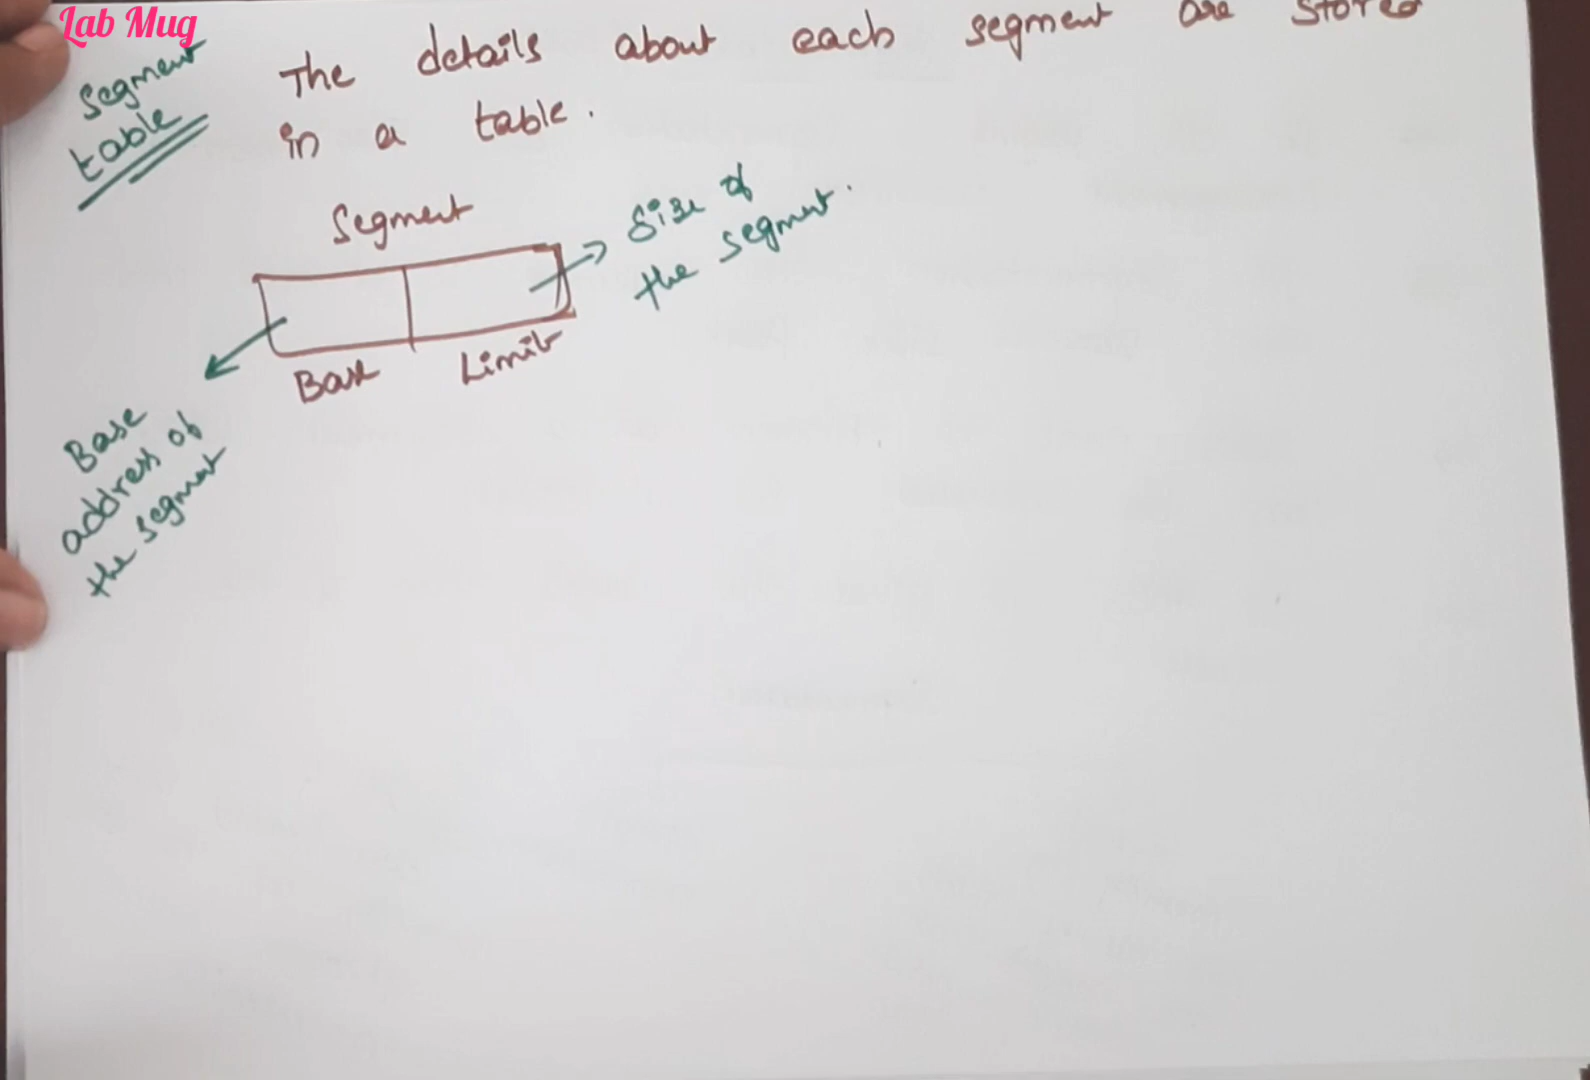 Lab Mug
Segment
table
The details about each segment are stored
in a table.
Segment
Size of
the segment.
Base Limit
Base
address of
the segment